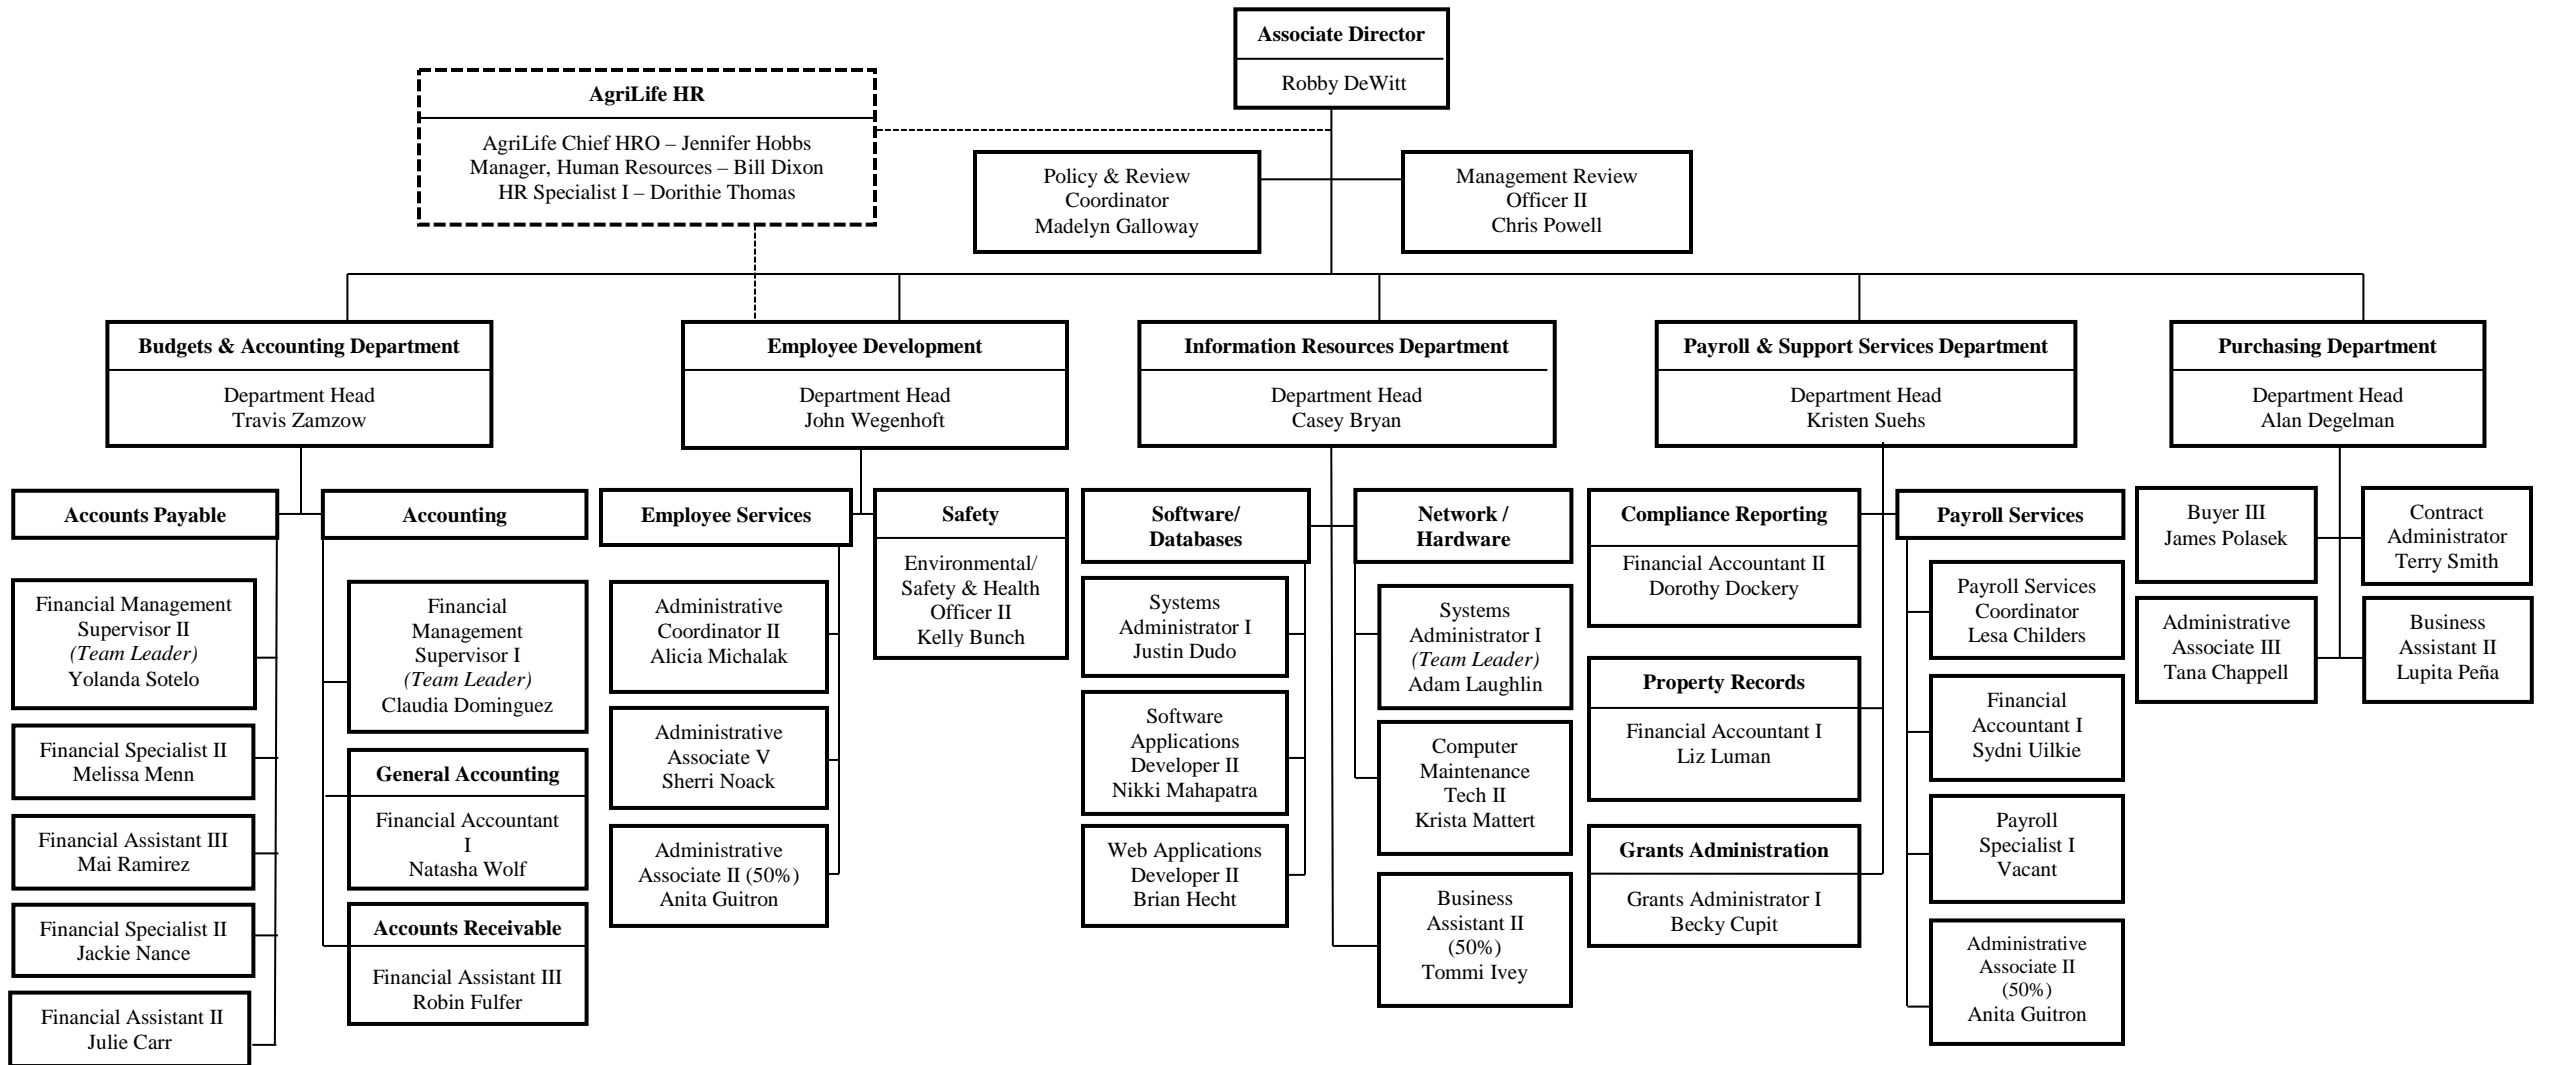 Associate Director
Robby DeWitt
AgriLife HR
AgriLife Chief HRO – Jennifer Hobbs
Manager, Human Resources – Bill Dixon
HR Specialist I – Dorithie Thomas
Policy & Review
Coordinator
Madelyn Galloway
Management Review
Officer II
Chris Powell
Budgets & Accounting Department
Department Head
Travis Zamzow
Employee Development
Department Head
John Wegenhoft
Information Resources Department
Department Head
Casey Bryan
Payroll & Support Services Department
Department Head
Kristen Suehs
Purchasing Department
Department Head
Alan Degelman
Accounts Payable
Financial Management
Supervisor II
(Team Leader)
Yolanda Sotelo
Financial Specialist II
Melissa Menn
Financial Assistant III
Mai Ramirez
Financial Specialist II
Jackie Nance
Financial Assistant II
Julie Carr
Accounting
Financial
Management
Supervisor I
(Team Leader)
Claudia Dominguez
General Accounting
Financial Accountant
I
Natasha Wolf
Accounts Receivable
Financial Assistant III
Robin Fulfer
Employee Services
Administrative
Coordinator II
Alicia Michalak
Administrative
Associate V
Sherri Noack
Administrative
Associate II (50%)
Anita Guitron
Safety
Environmental/
Safety & Health
Officer II
Kelly Bunch
Software/
Databases
Systems
Administrator I
Justin Dudo
Software
Applications
Developer II
Nikki Mahapatra
Web Applications
Developer II
Brian Hecht
Network /
Hardware
Systems
Administrator I
(Team Leader)
Adam Laughlin
Computer
Maintenance
Tech II
Krista Mattert
Business
Assistant II
(50%)
Tommi Ivey
Compliance Reporting
Financial Accountant II
Dorothy Dockery
Property Records
Financial Accountant I
Liz Luman
Grants Administration
Grants Administrator I
Becky Cupit
Payroll Services
Payroll Services
Coordinator
Lesa Childers
Financial
Accountant I
Sydni Uilkie
Payroll
Specialist I
Vacant
Administrative
Associate II
(50%)
Anita Guitron
Buyer III
James Polasek
Contract
Administrator
Terry Smith
Administrative
Associate III
Tana Chappell
Business
Assistant II
Lupita Peña